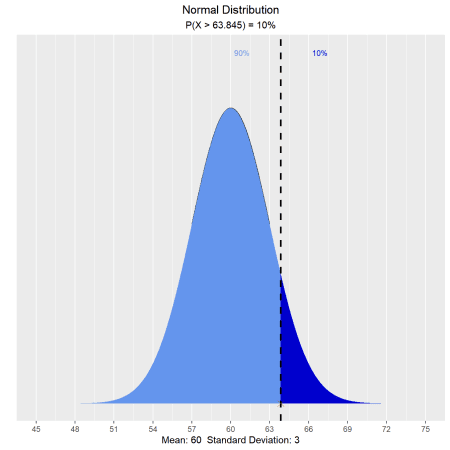 Normal Distribution
P(X > 63.845) = 10%
90% 10%
45 48 51 54 57 60 63 66 69 72 75
Mean: 60 Standard Deviation: 3